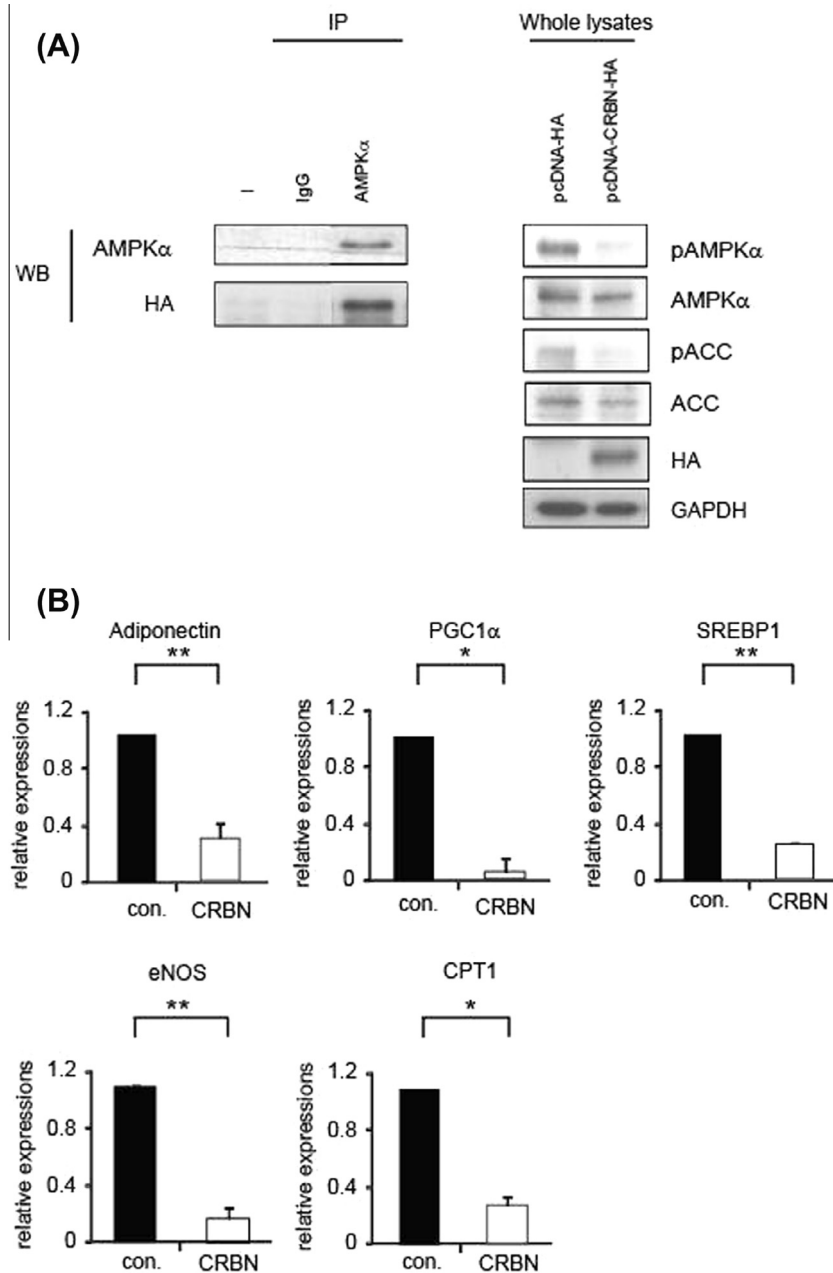 (A)
IP
Whole lysates
–
IgG
AMPKα
pcDNA-HA
pcDNA-CRBN-HA
WB
AMPKα
HA
pAMPKα
AMPKα
pACC
ACC
HA
GAPDH
(B)
Adiponectin
**
relative expressions
1.2
0.8
0.4
0
con.
CRBN
PGC1α
*
relative expressions
1.2
0.8
0.4
0
con.
CRBN
SREBP1
**
relative expressions
1.2
0.8
0.4
0
con.
CRBN
eNOS
**
relative expressions
1.2
0.8
0.4
0
con.
CRBN
CPT1
*
relative expressions
1.2
0.8
0.4
0
con.
CRBN